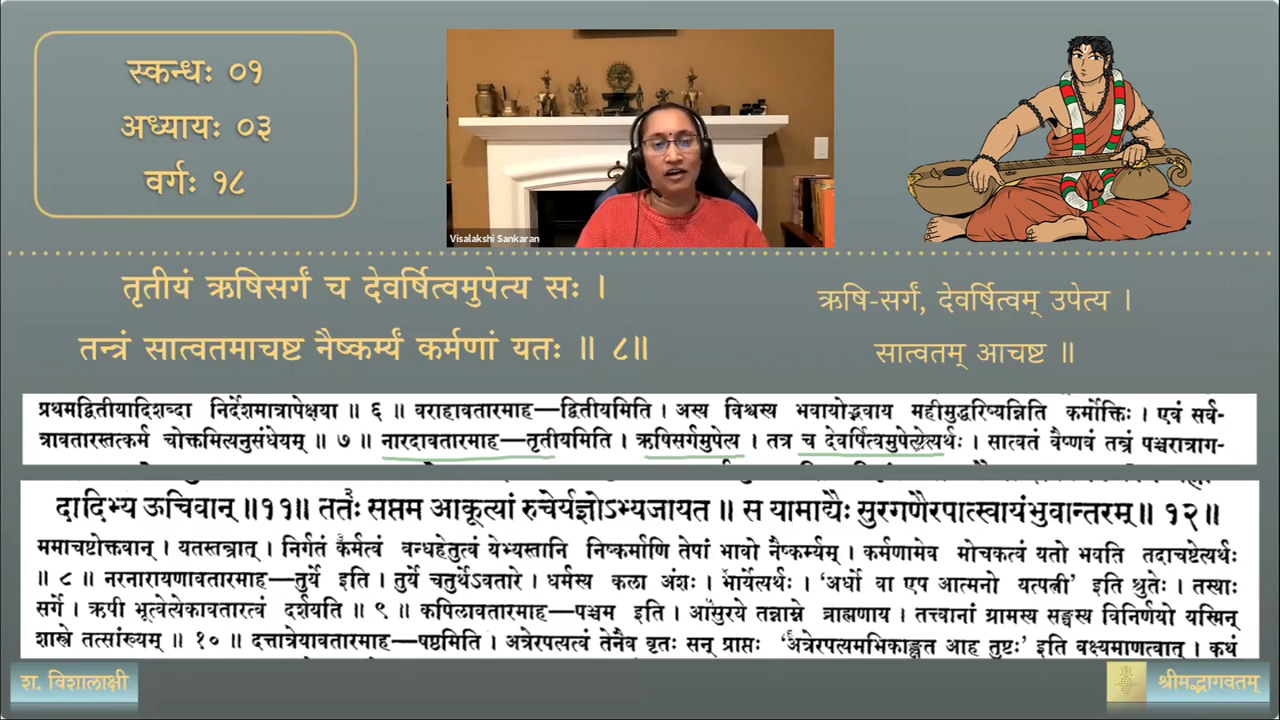 स्कन्धः ०१
अध्यायः ०३
वर्गः १८
Visalakshi Sankaran
तृतीयं ऋषिसर्गं च देवर्षित्वमुपेत्य सः ।
तन्त्रं सात्वतमाचष्ट नैष्कर्म्यं कर्मणां यतः ॥ ८॥
ऋषि-सर्गं, देवर्षित्वम् उपेत्य ।
सात्वतम् आचष्ट ॥
प्रथमद्वितीयादिशब्दा निर्देशमात्रापेक्षया ॥ ६ ॥ वराहावतारमाह—द्वितीयमिति । अस्य विश्वस्य भवायोद्भवाय महीमुद्धरिष्यन्निति कर्मोक्तिः । एवं सर्व-
त्रावतारस्तत्कर्म चोक्तमित्यनुसंधेयम् ॥ ७ ॥ नारदावतारमाह—तृतीयमिति । ऋषिसर्गमुपेत्य । तत्र च देवर्षित्वमुपेत्येत्यर्थः । सात्वतं वैष्णवं तन्त्रं पञ्चरात्राग-
दादिभ्य ऊचिवान् ॥११॥ ततः सप्तम आकूत्यां रुचेर्यज्ञोऽभ्यजायत ॥ स यामाद्यैः सुरगणैरपात्स्वायंभुवान्तरम् ॥ १२ ॥
ममाचष्टोक्तवान् । यतस्तन्त्रात् । निर्गतं कर्मत्वं बन्धहेतुत्वं येभ्यस्तानि निष्कर्माणि तेषां भावो नैष्कर्म्यम् । कर्मणामेव मोचकत्वं यतो भवति तदाचष्टेत्यर्थः
॥ ८ ॥ नरनारायणावतारमाह—तुर्ये इति । तुर्ये चतुर्थेऽवतारे । धर्मस्य कला अंशः । भार्येत्यर्थः । ‘अर्धो वा एष आत्मनो यत्पत्नी’ इति श्रुतेः । तस्याः
सर्गे । ऋषी भूत्वेत्येकावतारत्वं दर्शयति ॥ ९ ॥ कपिलावतारमाह—पञ्चम इति । आसुरये तन्नाम्ने ब्राह्मणाय । तत्त्वानां ग्रामस्य सङ्घस्य विनिर्णयो यस्मिन्
शास्त्रे तत्सांख्यम् ॥ १० ॥ दत्तात्रेयावतारमाह—षष्ठमिति । अत्रेरपत्यत्वं तेनैव वृतः सन् प्राप्तः ‘अत्रेरपत्यमभिकाङ्क्षत आह तुष्टः’ इति वक्ष्यमाणत्वात् । कथं
श. विशालाक्षी
श्रीमद्भागवतम्